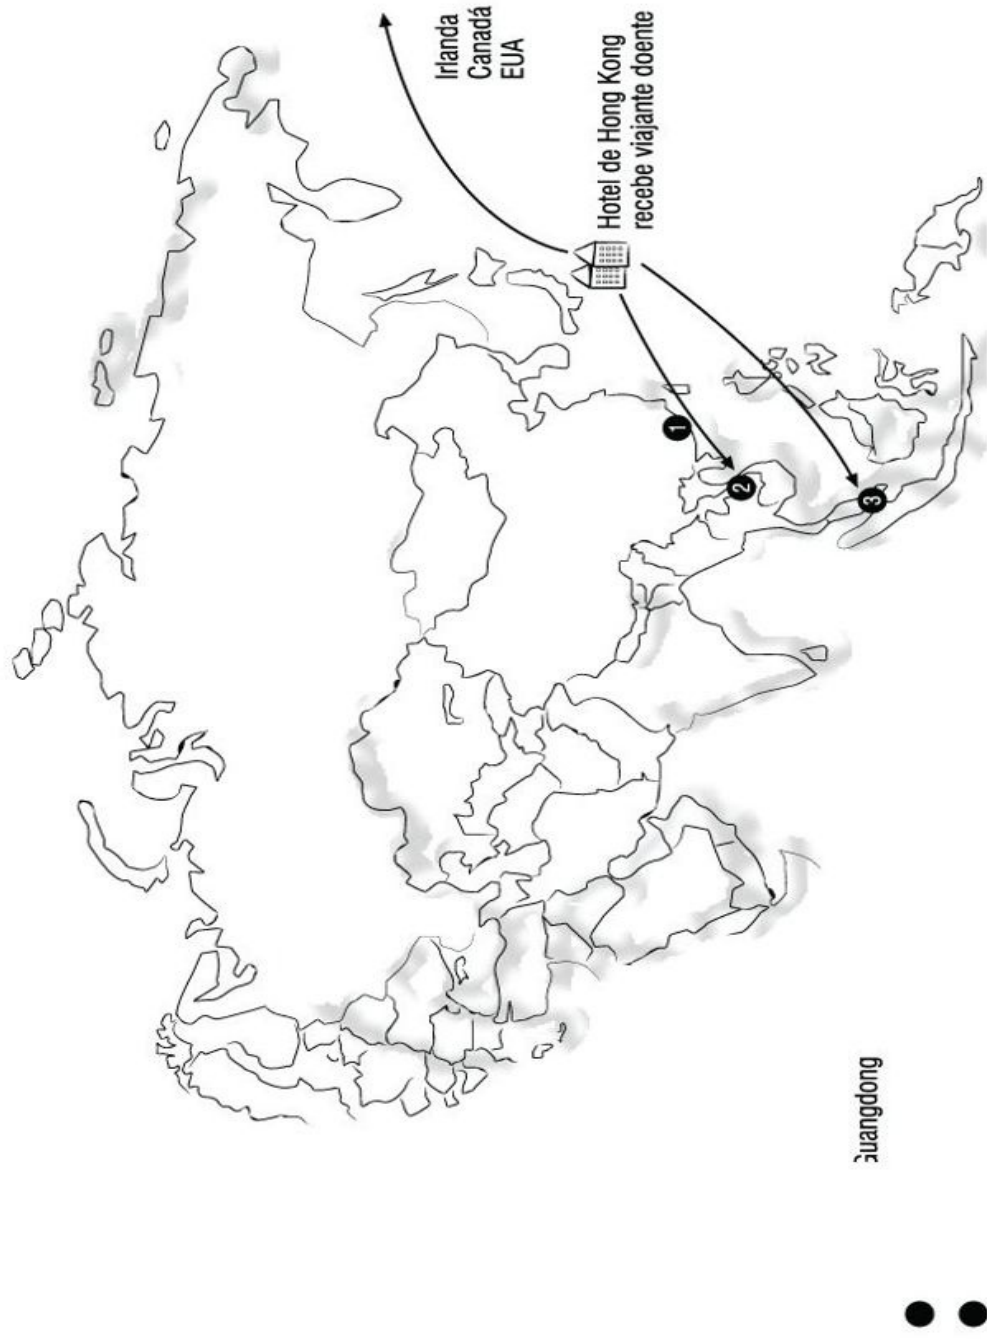 Irlanda
Canadá
EUA
Hotel de Hong Kong
recebe viajante doente
1
2
3